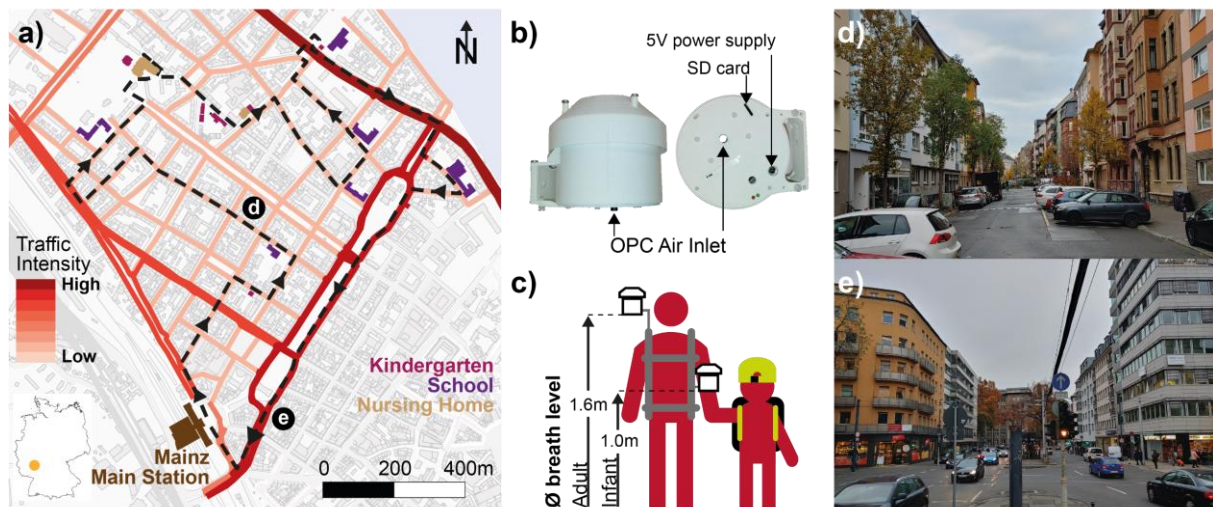 a)
N
d
Traffic
Intensity
High
Low
Kindergarten
School
Nursing Home
Mainz
Main Station
e
0 200 400m
b)
5V power supply
SD card
OPC Air Inlet
c)
Ø breath level
Adult
1.6m
Infant
1.0m
d)
e)